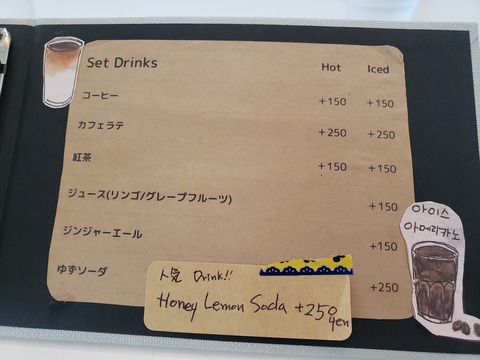 Set Drinks Hot Iced
コーヒー +150 +150
カフェラテ +250 +250
紅茶 +150 +150
ジュース(リンゴ/グレープフルーツ) +150
ジンジャーエール +150
ゆずソーダ +250
人気 Drink!!
Honey Lemon Soda +250 yen
아이스
아메리카노